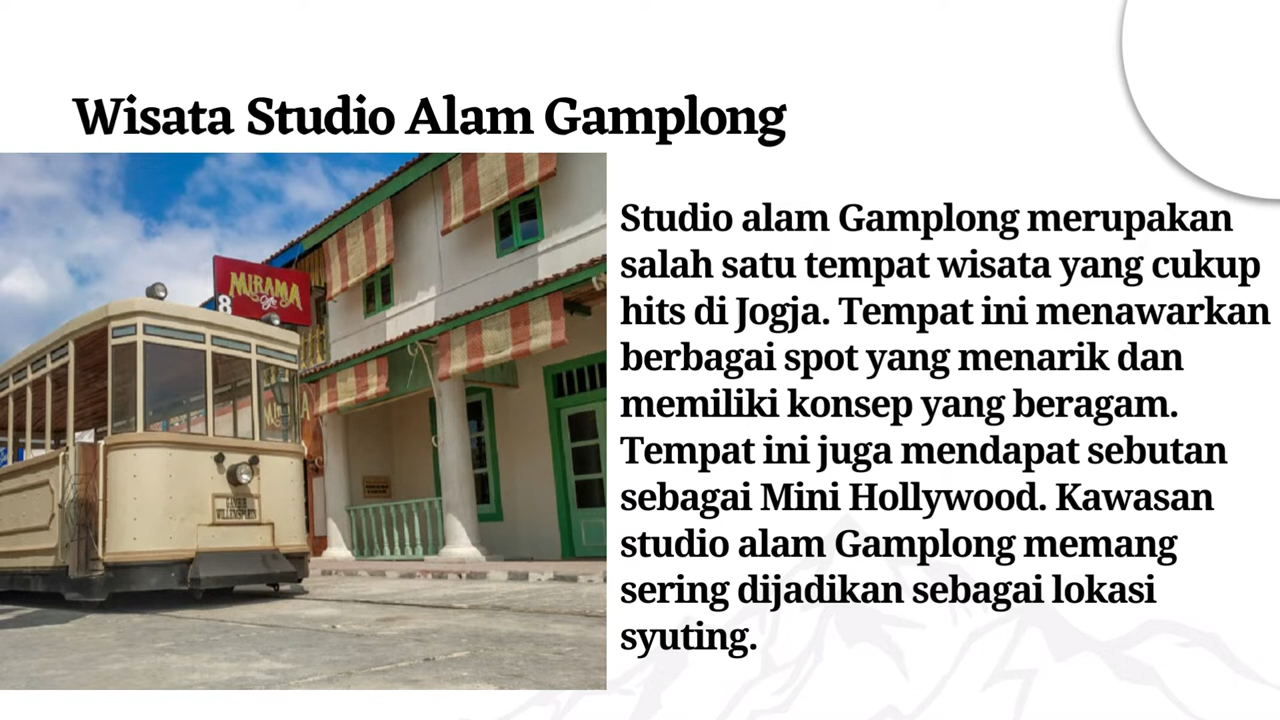 Wisata Studio Alam Gamplong
MIRAMA
8
Studio alam Gamplong merupakan
salah satu tempat wisata yang cukup
hits di Jogja. Tempat ini menawarkan
berbagai spot yang menarik dan
memiliki konsep yang beragam.
Tempat ini juga mendapat sebutan
sebagai Mini Hollywood. Kawasan
studio alam Gamplong memang
sering dijadikan sebagai lokasi
syuting.